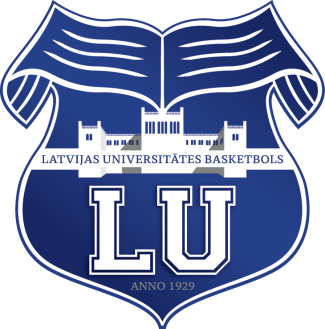 LATVIJAS UNIVERSITĀTES BASKETBOLS
LU
ANNO 1929